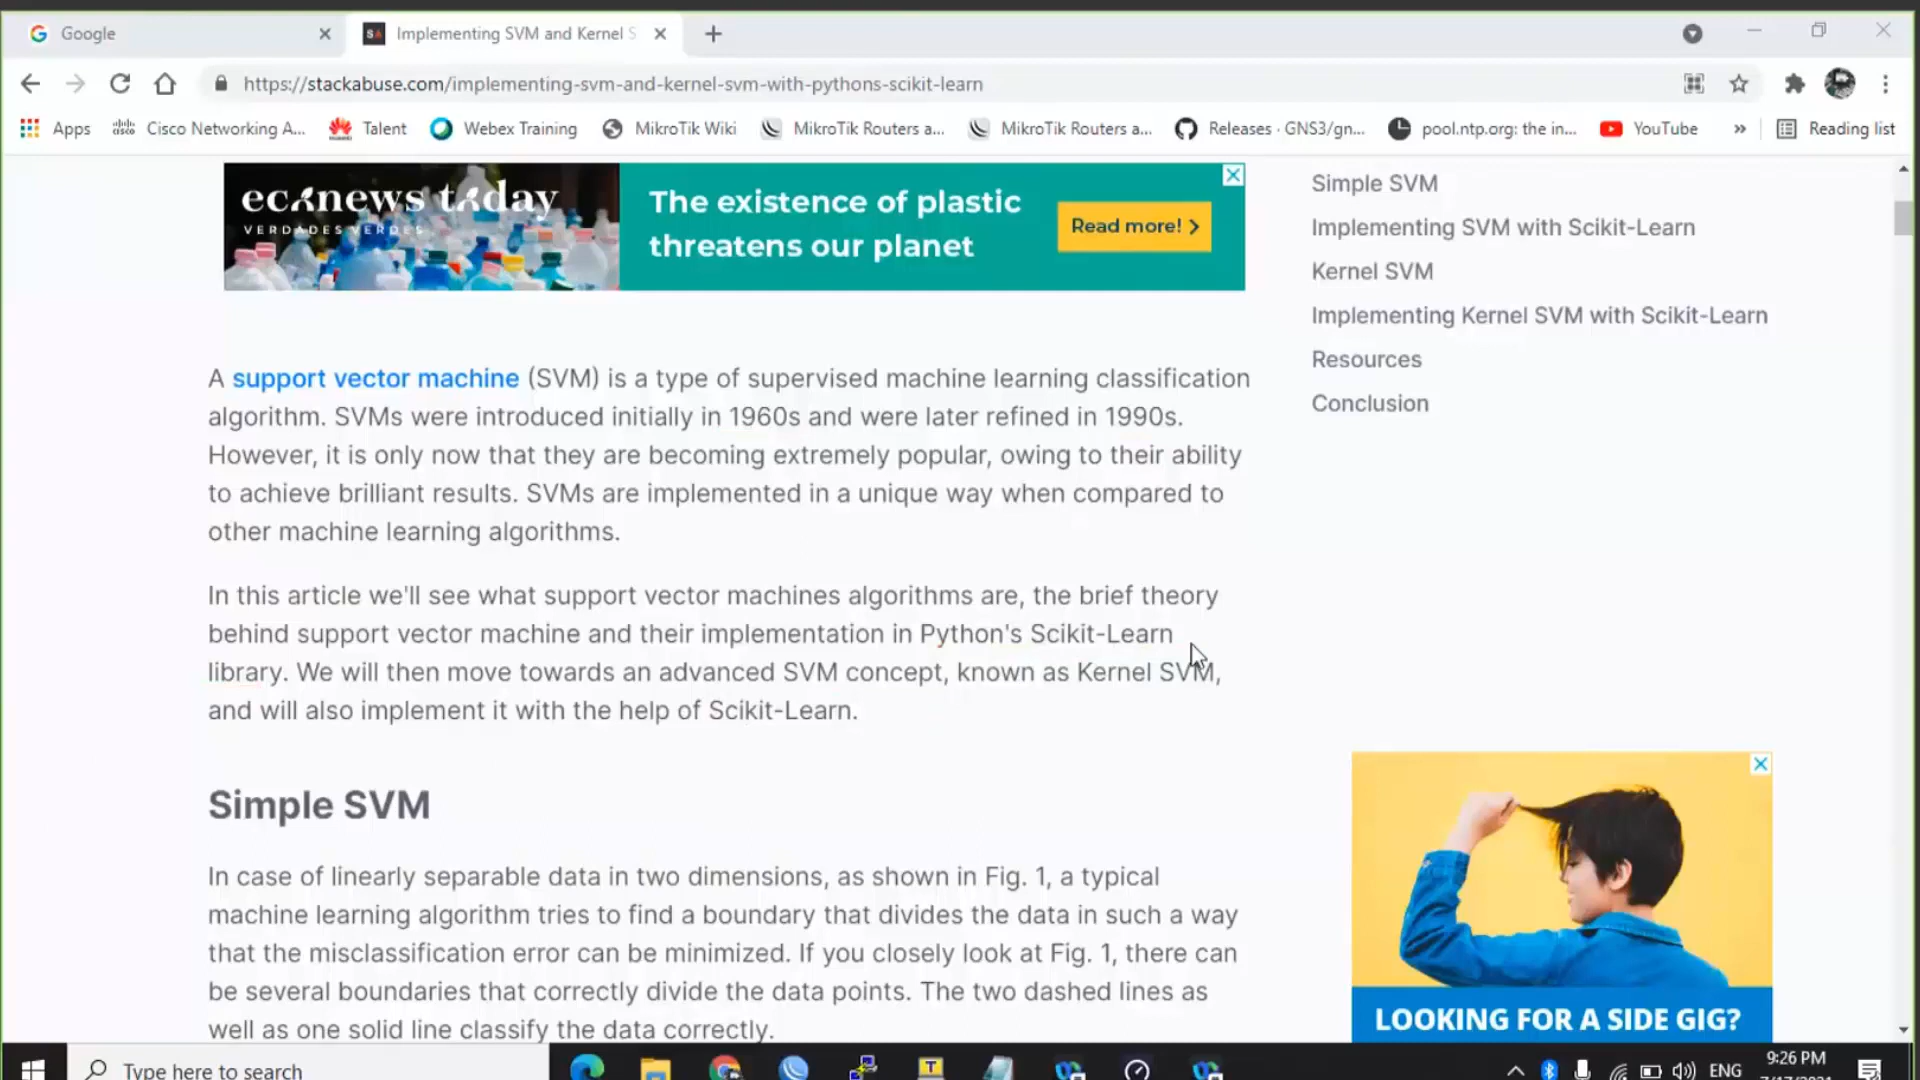 Google
Implementing SVM and Kernel S
https://stackabuse.com/implementing-svm-and-kernel-svm-with-pythons-scikit-learn
Apps
Cisco Networking A...
Talent
Webex Training
MikroTik Wiki
MikroTik Routers a...
MikroTik Routers a...
Releases · GNS3/gn...
pool.ntp.org: the in...
YouTube
»
Reading list
econews today
VERDADES VERDES
The existence of plastic
threatens our planet
Read more! >
Simple SVM
Implementing SVM with Scikit-Learn
Kernel SVM
Implementing Kernel SVM with Scikit-Learn
Resources
Conclusion
A support vector machine (SVM) is a type of supervised machine learning classification
algorithm. SVMs were introduced initially in 1960s and were later refined in 1990s.
However, it is only now that they are becoming extremely popular, owing to their ability
to achieve brilliant results. SVMs are implemented in a unique way when compared to
other machine learning algorithms.
In this article we'll see what support vector machines algorithms are, the brief theory
behind support vector machine and their implementation in Python's Scikit-Learn
library. We will then move towards an advanced SVM concept, known as Kernel SVM,
and will also implement it with the help of Scikit-Learn.
Simple SVM
In case of linearly separable data in two dimensions, as shown in Fig. 1, a typical
machine learning algorithm tries to find a boundary that divides the data in such a way
that the misclassification error can be minimized. If you closely look at Fig. 1, there can
be several boundaries that correctly divide the data points. The two dashed lines as
well as one solid line classify the data correctly.
LOOKING FOR A SIDE GIG?
Type here to search
ENG
9:26 PM